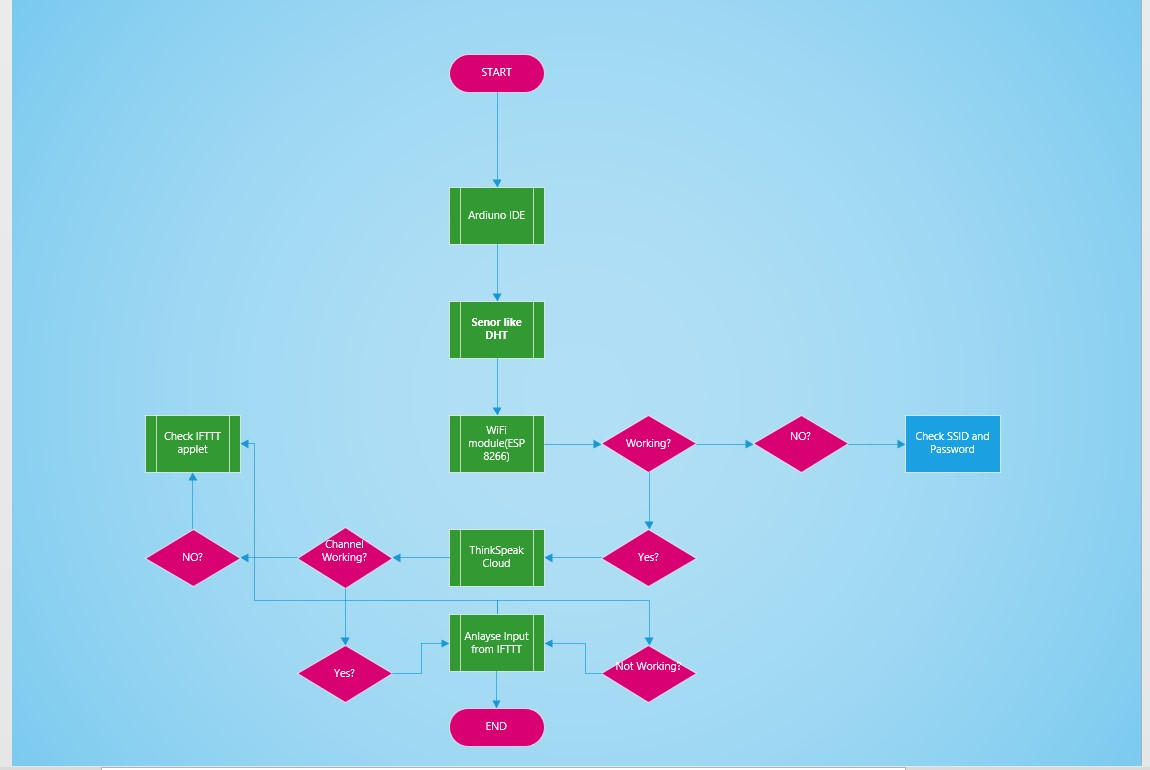 START
Ardiuno IDE
Senor like
DHT
Check IFTTT
applet
WiFi
module(ESP
8266)
Working?
NO?
Check SSID and
Password
NO?
Channel
Working?
ThinkSpeak
Cloud
Yes?
Yes?
Anlayse Input
from IFTTT
Not Working?
END